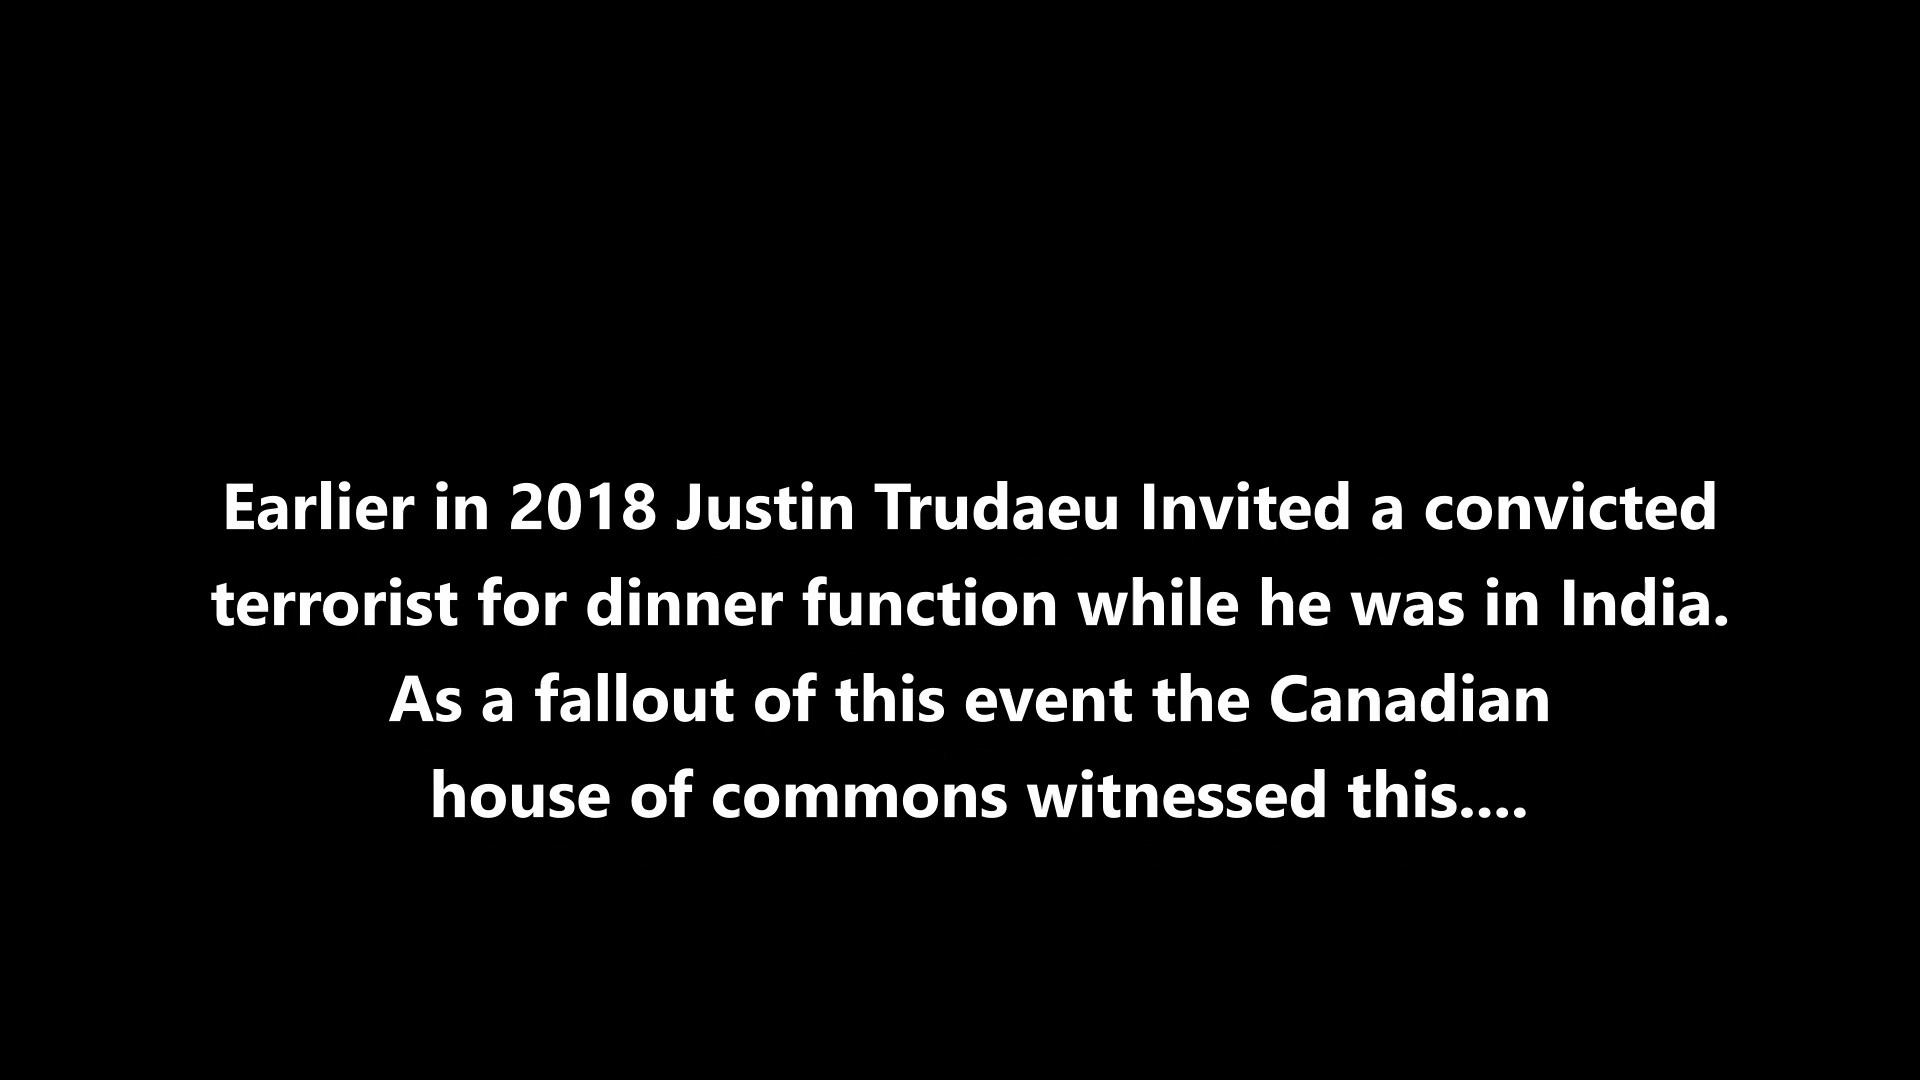 Earlier in 2018 Justin Trudaeu Invited a convicted
terrorist for dinner function while he was in India.
As a fallout of this event the Canadian
house of commons witnessed this....